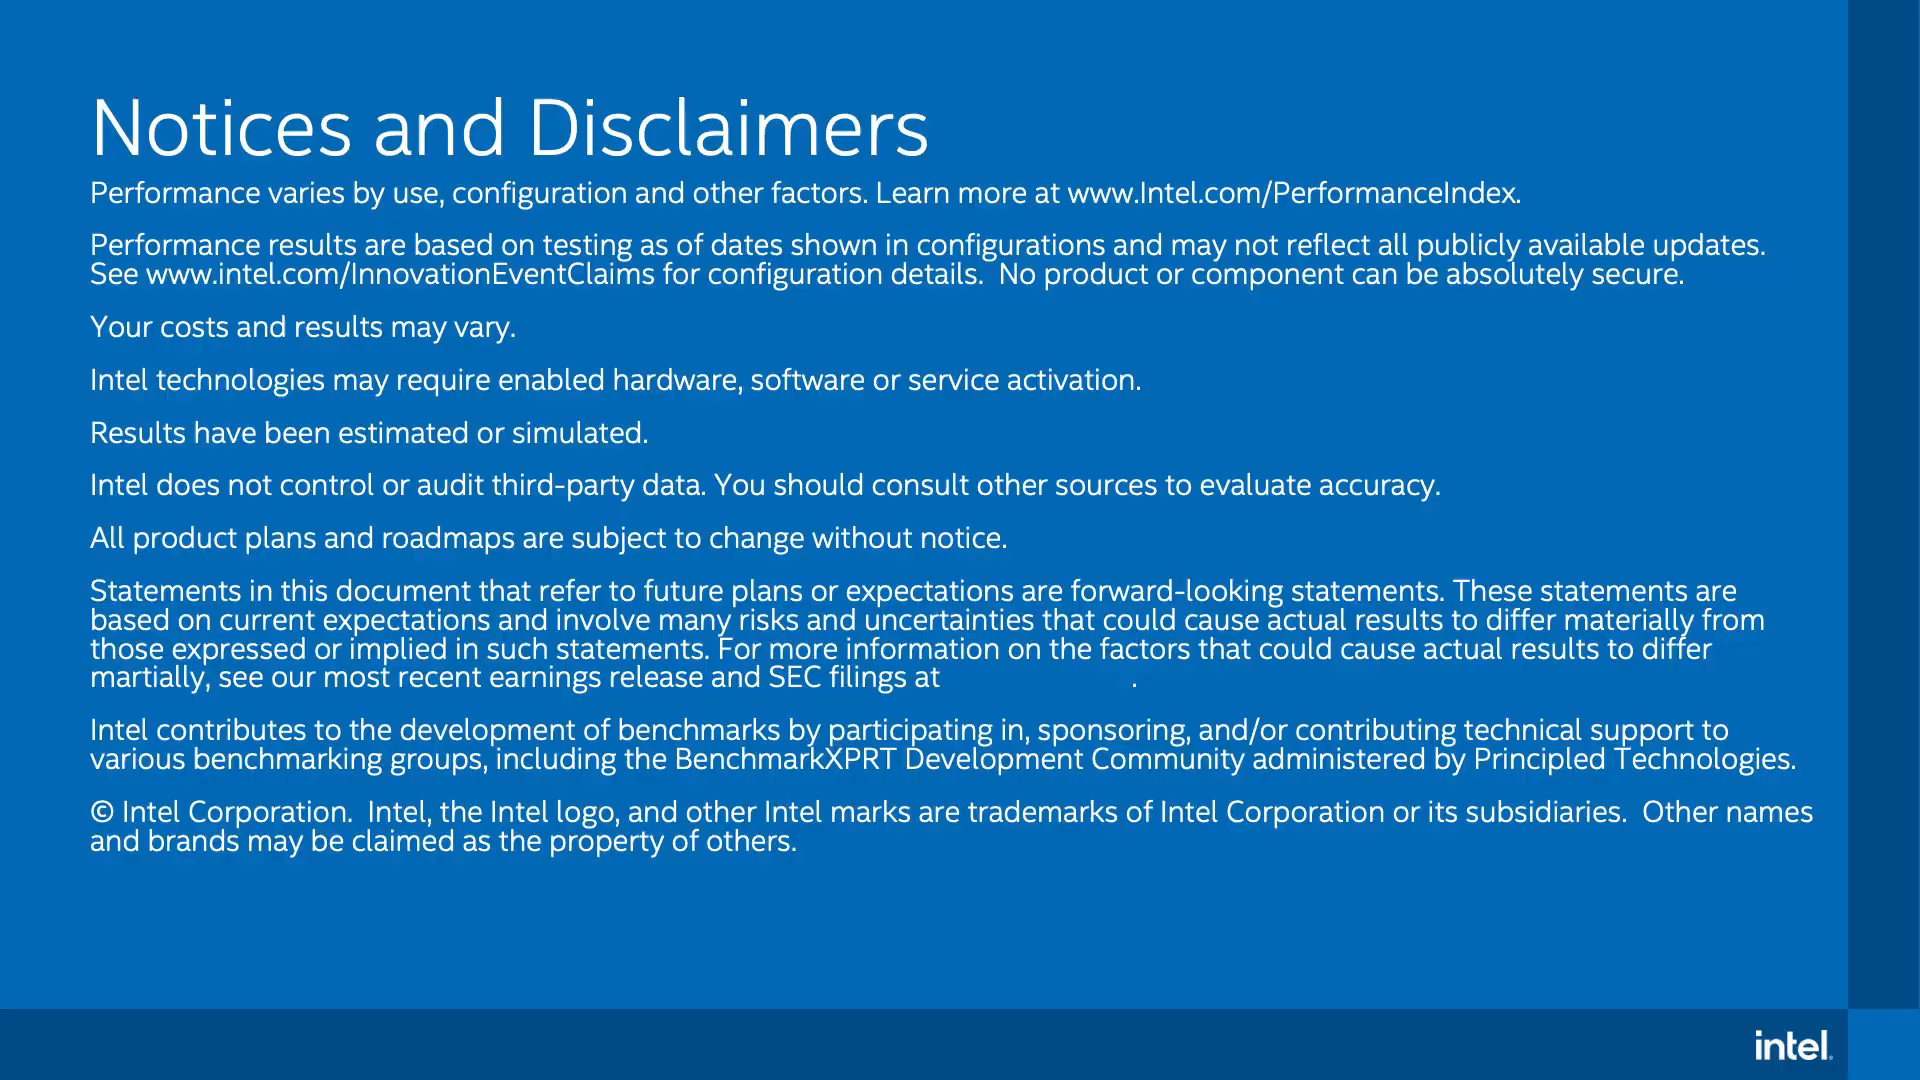 Notices and Disclaimers
Performance varies by use, configuration and other factors. Learn more at www.Intel.com/PerformanceIndex.
Performance results are based on testing as of dates shown in configurations and may not reflect all publicly available updates.
See www.intel.com/InnovationEventClaims for configuration details.  No product or component can be absolutely secure.
Your costs and results may vary.
Intel technologies may require enabled hardware, software or service activation.
Results have been estimated or simulated.
Intel does not control or audit third-party data. You should consult other sources to evaluate accuracy.
All product plans and roadmaps are subject to change without notice.
Statements in this document that refer to future plans or expectations are forward-looking statements. These statements are
based on current expectations and involve many risks and uncertainties that could cause actual results to differ materially from
those expressed or implied in such statements. For more information on the factors that could cause actual results to differ
martially, see our most recent earnings release and SEC filings at .
Intel contributes to the development of benchmarks by participating in, sponsoring, and/or contributing technical support to
various benchmarking groups, including the BenchmarkXPRT Development Community administered by Principled Technologies.
© Intel Corporation.  Intel, the Intel logo, and other Intel marks are trademarks of Intel Corporation or its subsidiaries.  Other names
and brands may be claimed as the property of others.
intel.